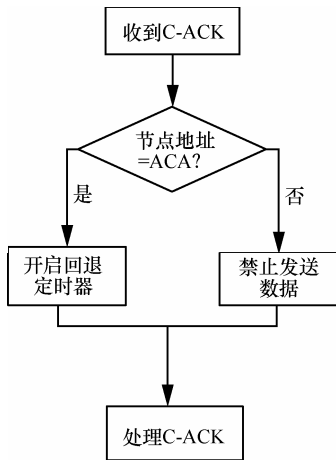 收到C-ACK
节点地址
=ACA?
是
否
开启回退
定时器
禁止发送
数据
处理C-ACK